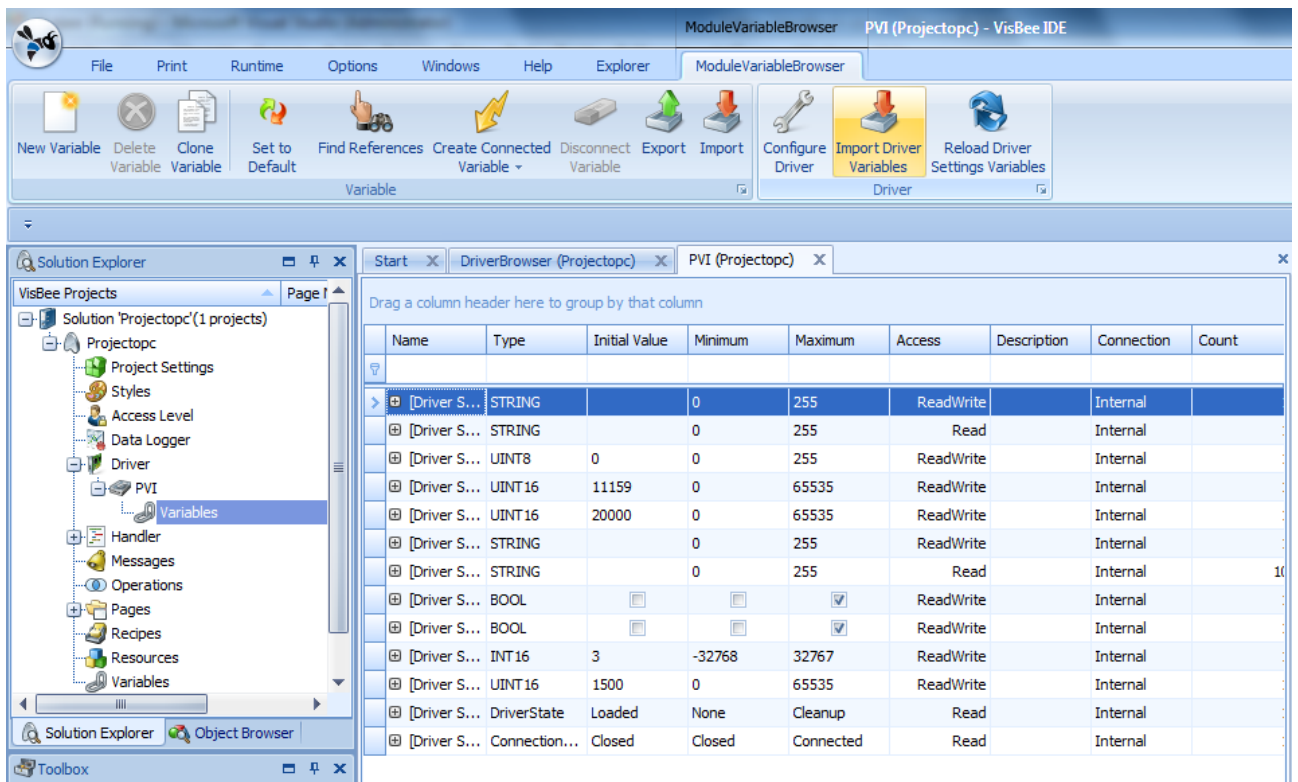 ModuleVariableBrowser PVI (Projectopc) - VisBee IDE
File Print Runtime Options Windows Help Explorer ModuleVariableBrowser
New Variable Delete Variable Clone Variable Set to Default Find References Create Connected Variable Disconnect Variable Export Import Configure Driver Import Driver Variables Reload Driver Settings Variables
Variable Driver
Solution Explorer
VisBee Projects Page
Solution 'Projectopc'(1 projects)
Projectopc
Project Settings
Styles
Access Level
Data Logger
Driver
PVI
Variables
Handler
Messages
Operations
Pages
Recipes
Resources
Variables
Solution Explorer Object Browser
Toolbox
Start DriverBrowser (Projectopc) PVI (Projectopc)
Drag a column header here to group by that column
Name Type Initial Value Minimum Maximum Access Description Connection Count
[Driver S... STRING 0 255 ReadWrite Internal
[Driver S... STRING 0 255 Read Internal
[Driver S... UINT8 0 0 255 ReadWrite Internal
[Driver S... UINT16 11159 0 65535 ReadWrite Internal
[Driver S... UINT16 20000 0 65535 ReadWrite Internal
[Driver S... STRING 0 255 ReadWrite Internal
[Driver S... STRING 0 255 Read Internal
[Driver S... BOOL ReadWrite Internal
[Driver S... BOOL ReadWrite Internal
[Driver S... INT16 3 -32768 32767 ReadWrite Internal
[Driver S... UINT16 1500 0 65535 ReadWrite Internal
[Driver S... DriverState Loaded None Cleanup Read Internal
[Driver S... Connection... Closed Closed Connected Read Internal